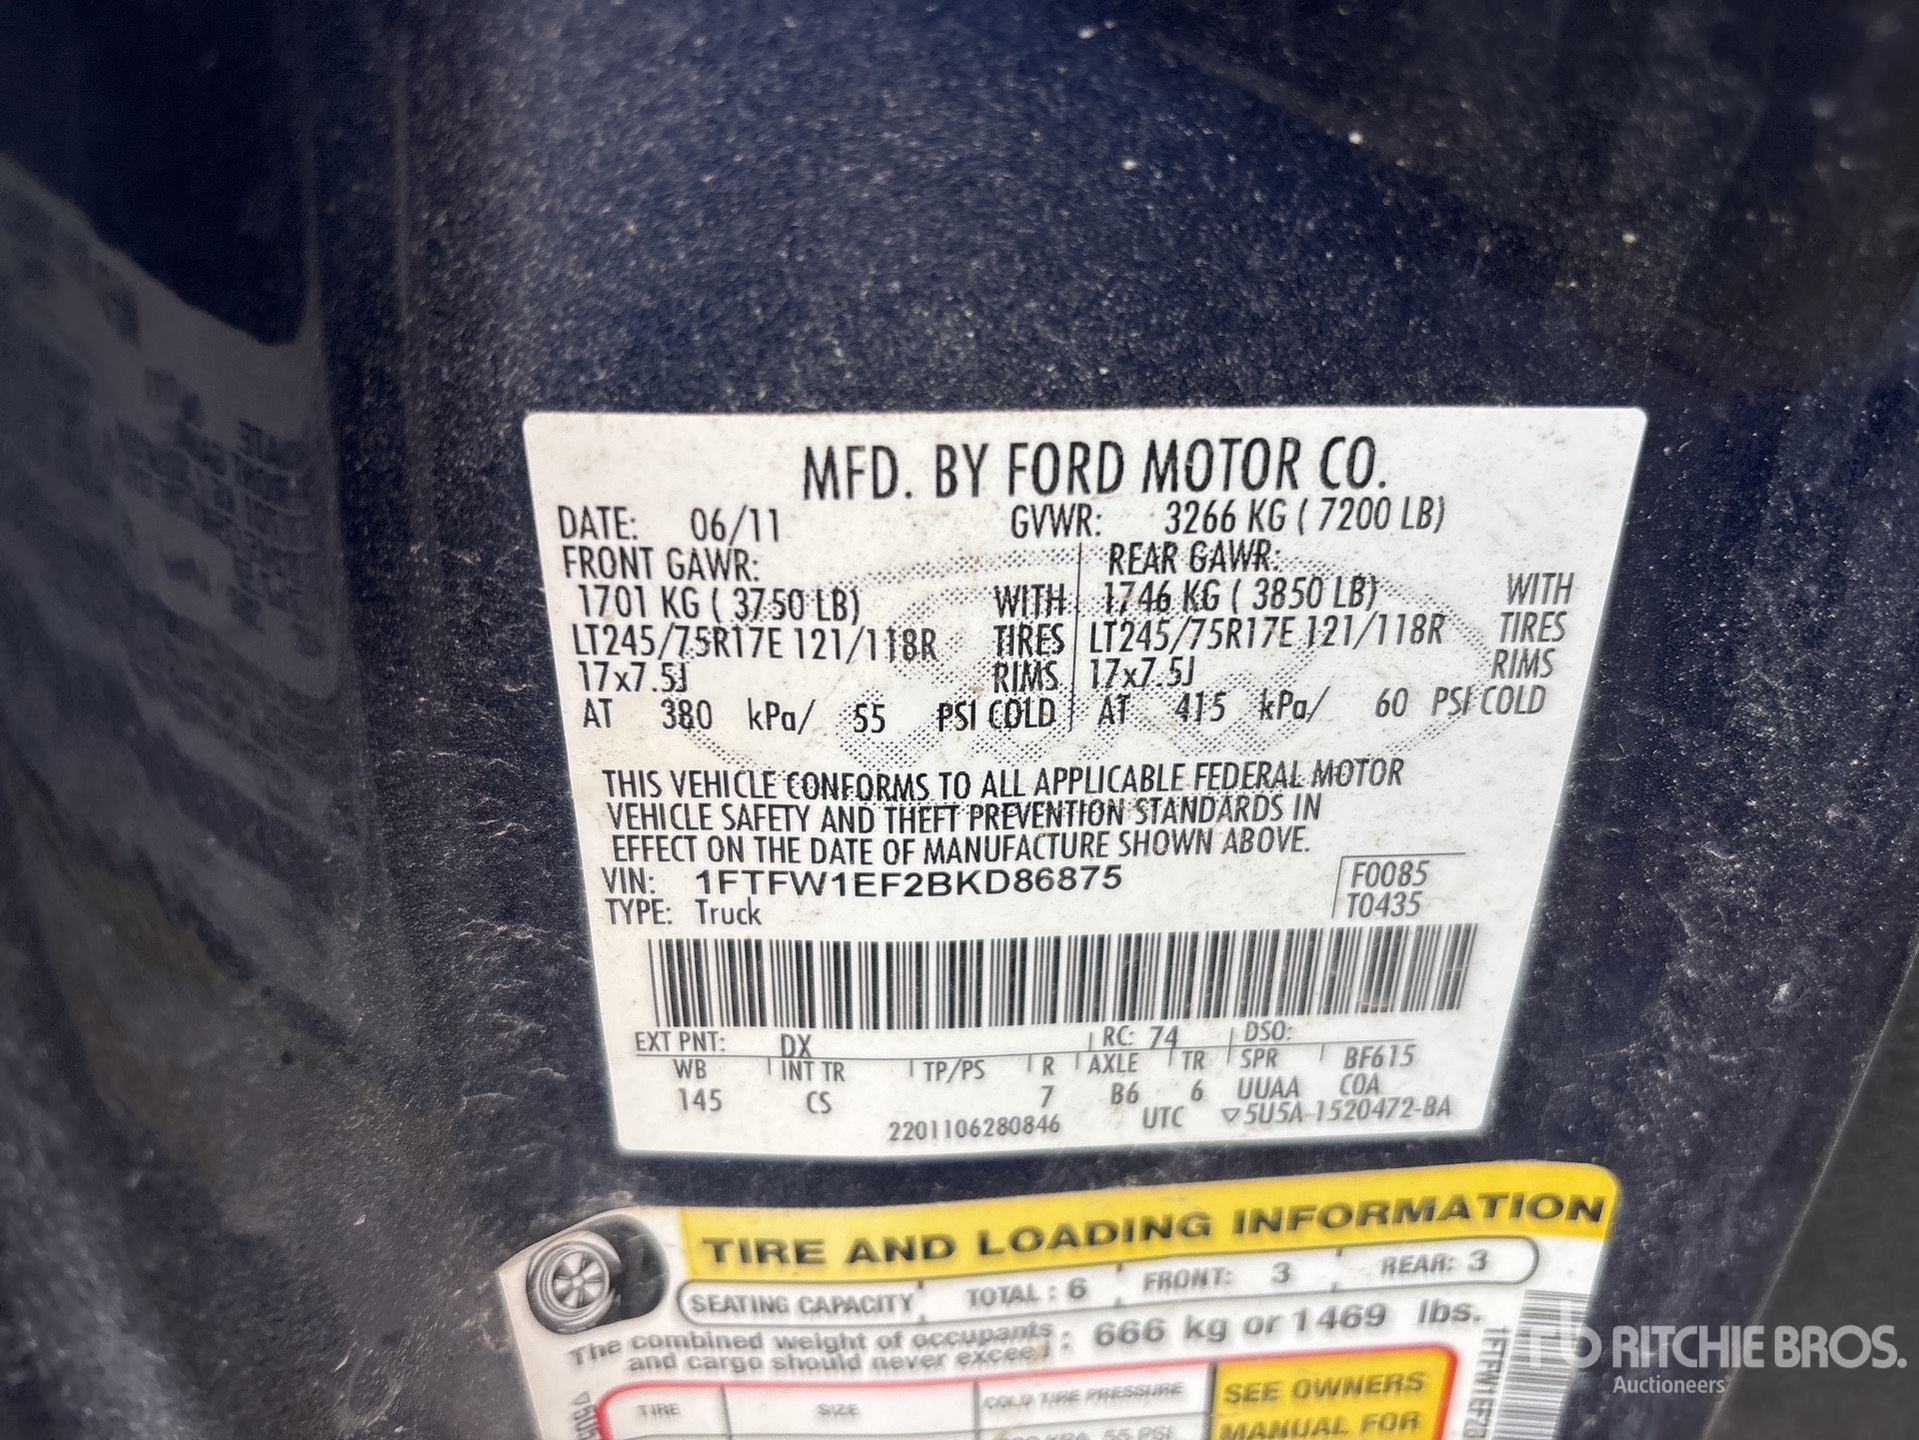 MFD. BY FORD MOTOR CO.
DATE: 06/11 GVWR: 3266 KG ( 7200 LB)
FRONT GAWR: REAR GAWR:
1701 KG ( 3750 LB) WITH 1746 KG ( 3850 LB) WITH
LT245/75R17E 121/118R TIRES LT245/75R17E 121/118R TIRES
17x7.5J RIMS 17x7.5J RIMS
AT 380 kPa/ 55 PSI COLD AT 415 kPa/ 60 PSI COLD
THIS VEHICLE CONFORMS TO ALL APPLICABLE FEDERAL MOTOR
VEHICLE SAFETY AND THEFT PREVENTION STANDARDS IN
EFFECT ON THE DATE OF MANUFACTURE SHOWN ABOVE.
VIN: 1FTFW1EF2BKD86875 F0085
TYPE: Truck T0435
EXT PNT: DX RC: 74 DSO:
WB INT TR TP/PS R AXLE TR SPR BF615
145 CS 7 B6 6 UUAA COA
2201106280846 UTC ▽5U5A-1520472-BA
TIRE AND LOADING INFORMATION
SEATING CAPACITY TOTAL : 6 FRONT: 3 REAR: 3
The combined weight of occupants : 666 kg or 1469 lbs.
and cargo should never exceed
TIRE SIZE COLD TIRE PRESSURE SEE OWNERS
55 PSI MANUAL FOR
1FTFW1EF2B
RITCHIE BROS.
Auctioneers